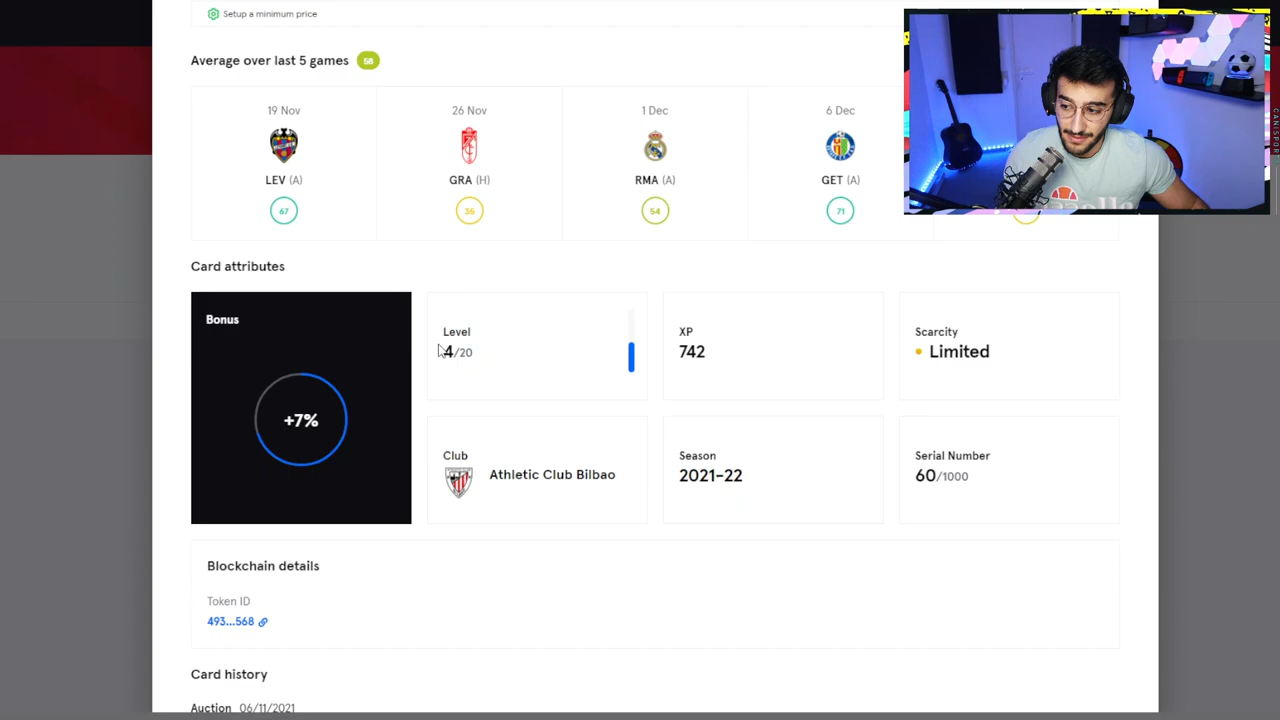 Setup a minimum price
Average over last 5 games 58
19 Nov
26 Nov
1 Dec
6 Dec
LEV (A)
GRA (H)
RMA (A)
GET (A)
67
54
71
Card attributes
Bonus
+7%
Level
4/20
XP
742
Scarcity
Limited
Club
Athletic Club Bilbao
Season
2021-22
Serial Number
60/1000
Blockchain details
Token ID
493...568
Card history
Auction 06/11/2021